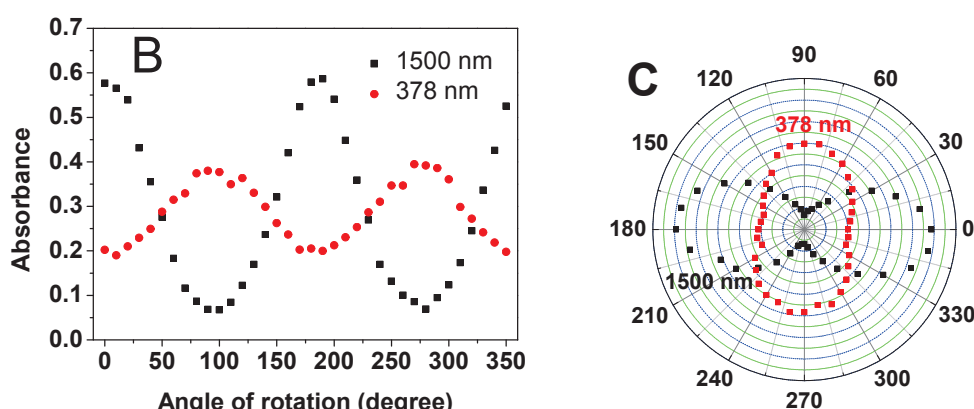 B
1500 nm
378 nm
0.7
0.6
0.5
0.4
0.3
0.2
0.1
0.0
Absorbance
0 50 100 150 200 250 300 350
Angle of rotation (degree)
C
90
120 60
378 nm
150 30
180 0
1500 nm
210 330
240 300
270